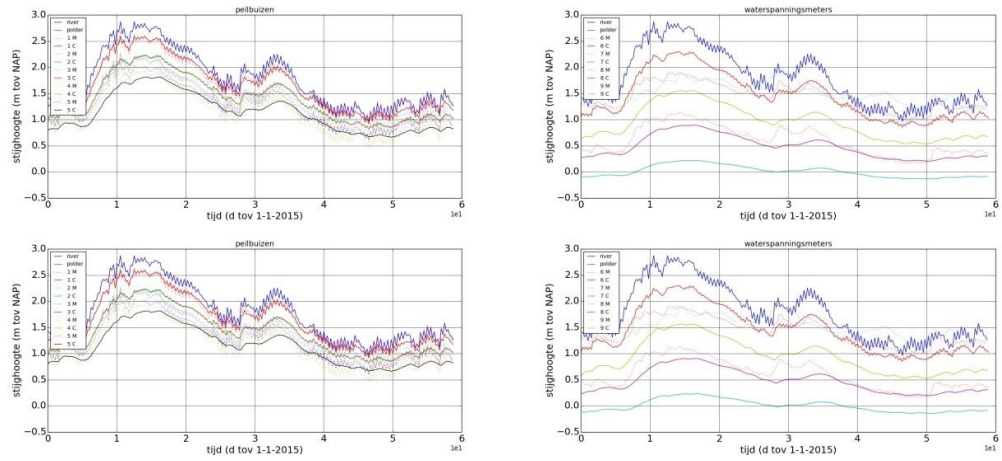 peilbuizen
stijghoogte (m tov NAP)
3.0
2.5
2.0
1.5
1.0
0.5
0.0
−0.5
river
polder
1 M
1 C
2 M
2 C
3 M
3 C
4 M
4 C
5 M
5 C
0 1 2 3 4 5 6
tijd (d tov 1-1-2015)
1e1
waterspanningsmeters
stijghoogte (m tov NAP)
3.0
2.5
2.0
1.5
1.0
0.5
0.0
−0.5
river
polder
6 M
6 C
7 M
7 C
8 M
8 C
9 M
9 C
0 1 2 3 4 5 6
tijd (d tov 1-1-2015)
1e1
peilbuizen
stijghoogte (m tov NAP)
3.0
2.5
2.0
1.5
1.0
0.5
0.0
−0.5
river
polder
1 M
1 C
2 M
2 C
3 M
3 C
4 M
4 C
5 M
5 C
0 1 2 3 4 5 6
tijd (d tov 1-1-2015)
1e1
waterspanningsmeters
stijghoogte (m tov NAP)
3.0
2.5
2.0
1.5
1.0
0.5
0.0
−0.5
river
polder
6 M
6 C
7 M
7 C
8 M
8 C
9 M
9 C
0 1 2 3 4 5 6
tijd (d tov 1-1-2015)
1e1